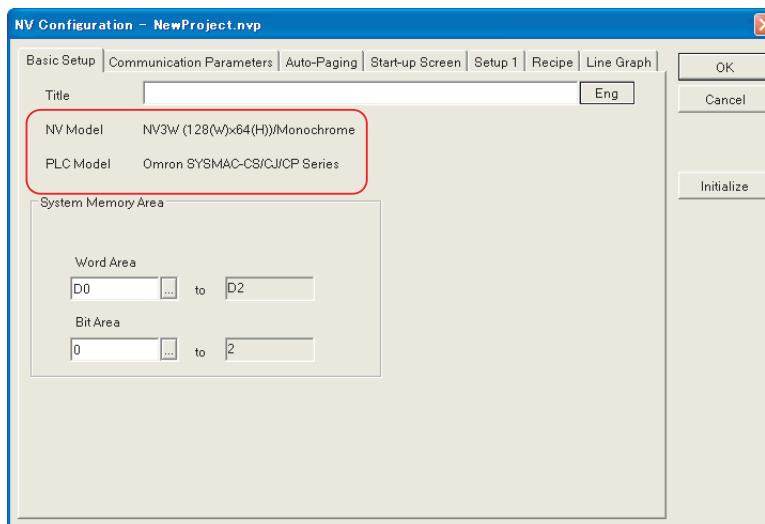 NV Configuration - NewProject.nvp
Basic Setup Communication Parameters Auto-Paging Start-up Screen Setup 1 Recipe Line Graph
OK
Title Eng
Cancel
NV Model NV3W (128(W)x64(H))/Monochrome
PLC Model Omron SYSMAC-CS/CJ/CP Series
Initialize
System Memory Area
Word Area
D0 ... to D2
Bit Area
0 ... to 2